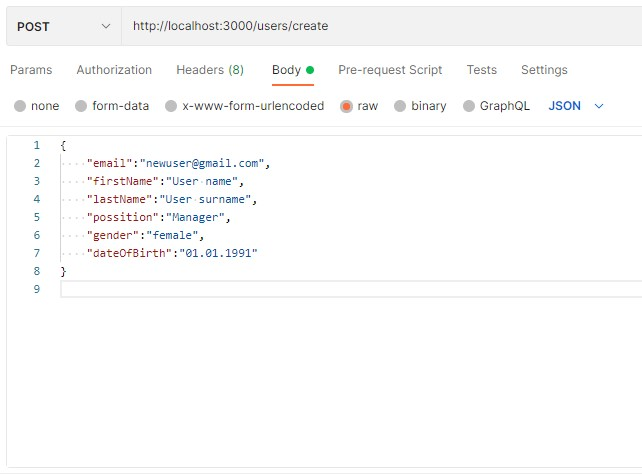 POST http://localhost:3000/users/create
Params Authorization Headers (8) Body Pre-request Script Tests Settings
none form-data x-www-form-urlencoded raw binary GraphQL JSON
1 {
2 "email":"newuser@gmail.com",
3 "firstName":"User name",
4 "lastName":"User surname",
5 "possition":"Manager",
6 "gender":"female",
7 "dateOfBirth":"01.01.1991"
8 }
9